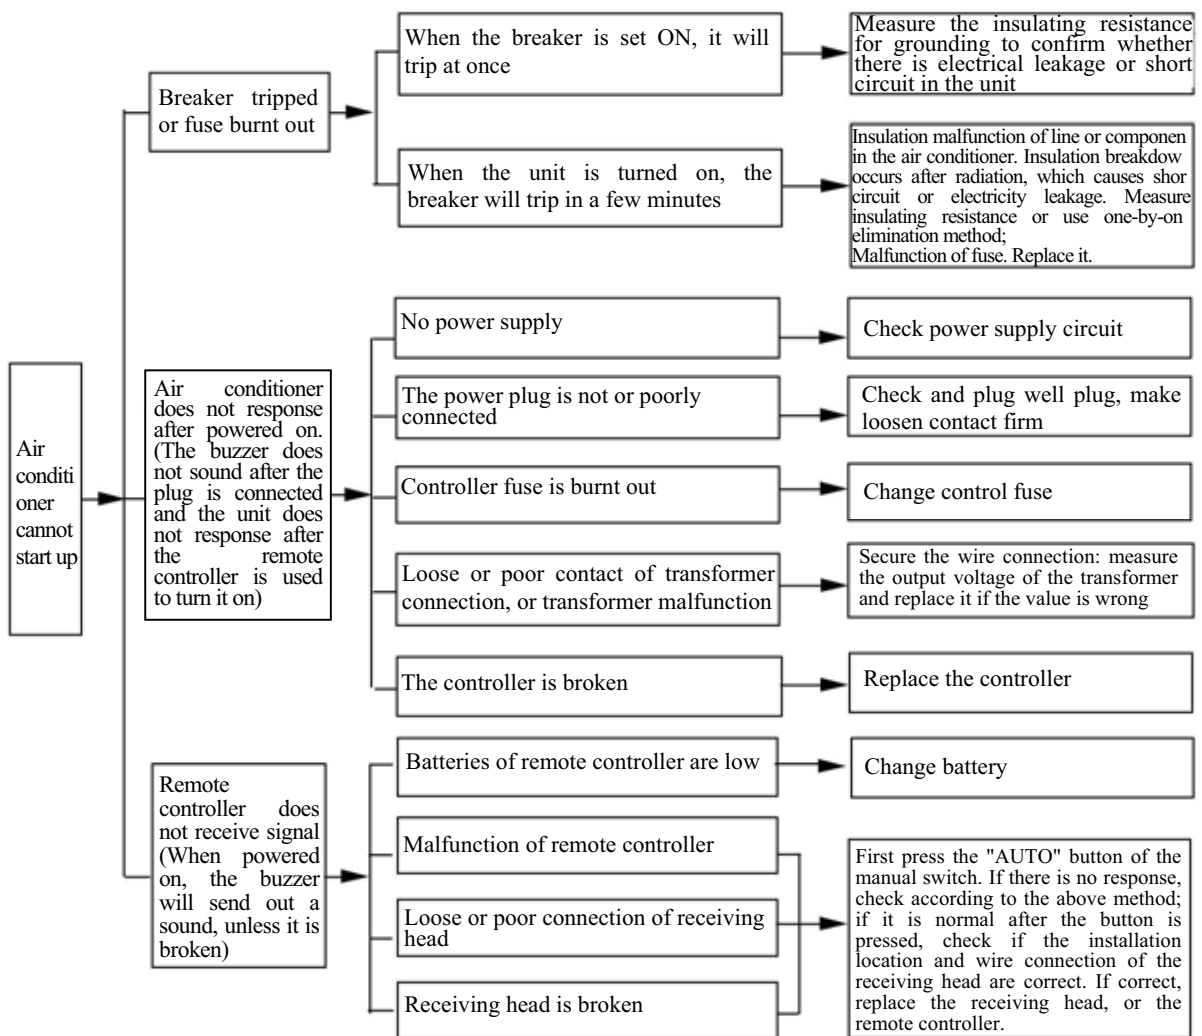 Air
conditi
oner
cannot
start up
Breaker tripped
or fuse burnt out
When the breaker is set ON, it will
trip at once
Measure the insulating resistance
for grounding to confirm whether
there is electrical leakage or short
circuit in the unit
When the unit is turned on, the
breaker will trip in a few minutes
Insulation malfunction of line or componen
in the air conditioner. Insulation breakdow
occurs after radiation, which causes shor
circuit or electricity leakage. Measure
insulating resistance or use one-by-on
elimination method;
Malfunction of fuse. Replace it.
Air conditioner
does not response
after powered on.
(The buzzer does
not sound after the
plug is connected
and the unit does
not response after
the remote
controller is used
to turn it on)
No power supply
Check power supply circuit
The power plug is not or poorly
connected
Check and plug well plug, make
loosen contact firm
Controller fuse is burnt out
Change control fuse
Loose or poor contact of transformer
connection, or transformer malfunction
Secure the wire connection: measure
the output voltage of the transformer
and replace it if the value is wrong
The controller is broken
Replace the controller
Remote
controller does
not receive signal
(When powered
on, the buzzer
will send out a
sound, unless it is
broken)
Batteries of remote controller are low
Change battery
Malfunction of remote controller
Loose or poor connection of receiving
head
Receiving head is broken
First press the "AUTO" button of the
manual switch. If there is no response,
check according to the above method;
if it is normal after the button is
pressed, check if the installation
location and wire connection of the
receiving head are correct. If correct,
replace the receiving head, or the
remote controller.